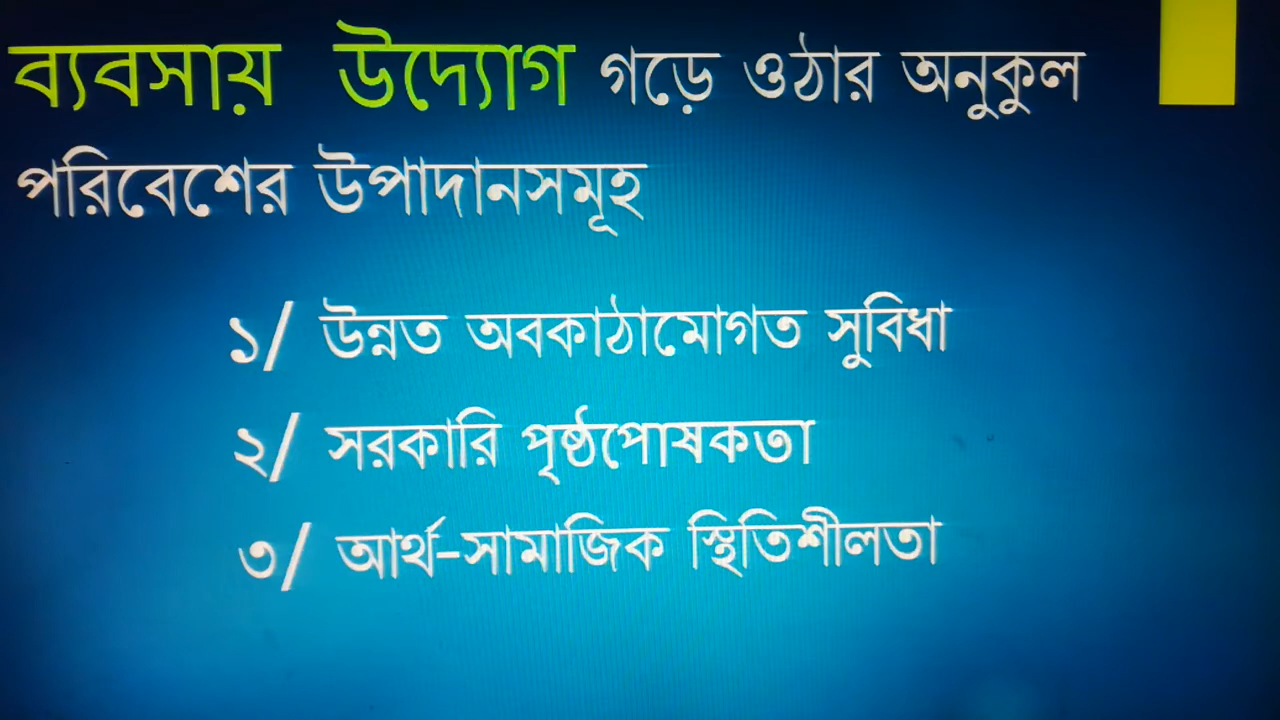 ব্যবসায় উদ্যোগ গড়ে ওঠার অনুকুল
পরিবেশের উপাদানসমূহ
১/ উন্নত অবকাঠামোগত সুবিধা
২/ সরকারি পৃষ্ঠপোষকতা
৩/ আর্থ-সামাজিক স্থিতিশীলতা